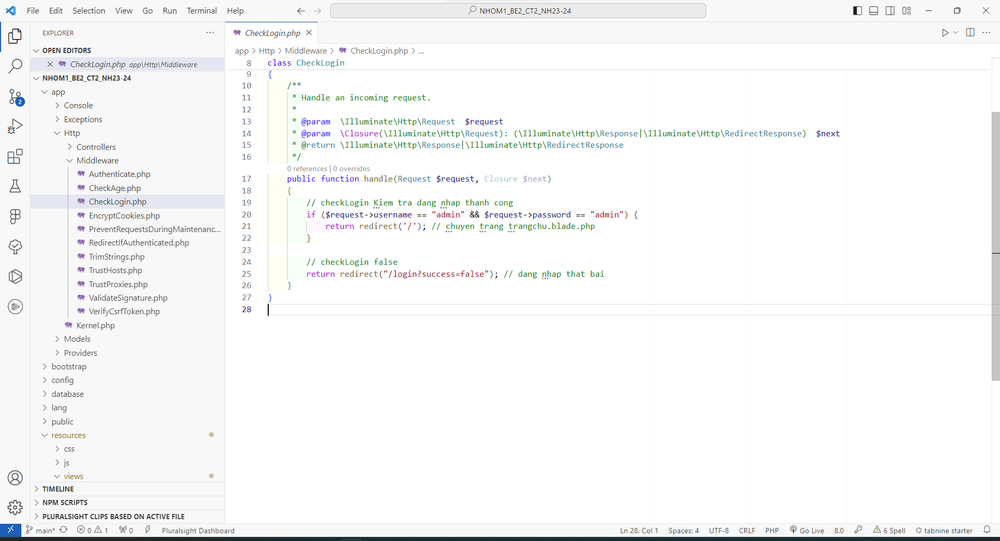 File Edit Selection View Go Run Terminal Help
NHOM1_BE2_CT2_NH23-24
EXPLORER
OPEN EDITORS
CheckLogin.php app\Http\Middleware
NHOM1_BE2_CT2_NH23-24
app
Console
Exceptions
Http
Controllers
Middleware
Authenticate.php
CheckAge.php
CheckLogin.php
EncryptCookies.php
PreventRequestsDuringMaintenanc...
RedirectIfAuthenticated.php
TrimStrings.php
TrustHosts.php
TrustProxies.php
ValidateSignature.php
VerifyCsrfToken.php
Kernel.php
Models
Providers
bootstrap
config
database
lang
public
resources
css
js
views
TIMELINE
NPM SCRIPTS
PLURALSIGHT CLIPS BASED ON ACTIVE FILE
2
CheckLogin.php
app > Http > Middleware > CheckLogin.php > ...
8 class CheckLogin
9 {
10 /**
11 * Handle an incoming request.
12 *
13 * @param  \Illuminate\Http\Request  $request
14 * @param  \Closure(\Illuminate\Http\Request): (\Illuminate\Http\Response|\Illuminate\Http\RedirectResponse)  $next
15 * @return \Illuminate\Http\Response|\Illuminate\Http\RedirectResponse
16 */
0 references | 0 overrides
17 public function handle(Request $request, Closure $next)
18 {
19 // checkLogin Kiem tra dang nhap thanh cong
20 if ($request->username == "admin" && $request->password == "admin") {
21 return redirect('/'); // chuyen trang trangchu.blade.php
22 }
23
24 // checkLogin false
25 return redirect("/login?success=false"); // dang nhap that bai
26 }
27 }
28
main* 0 1 0 Pluralsight Dashboard
Ln 28, Col 1 Spaces: 4 UTF-8 CRLF PHP Go Live 8.0 6 Spell tabnine starter